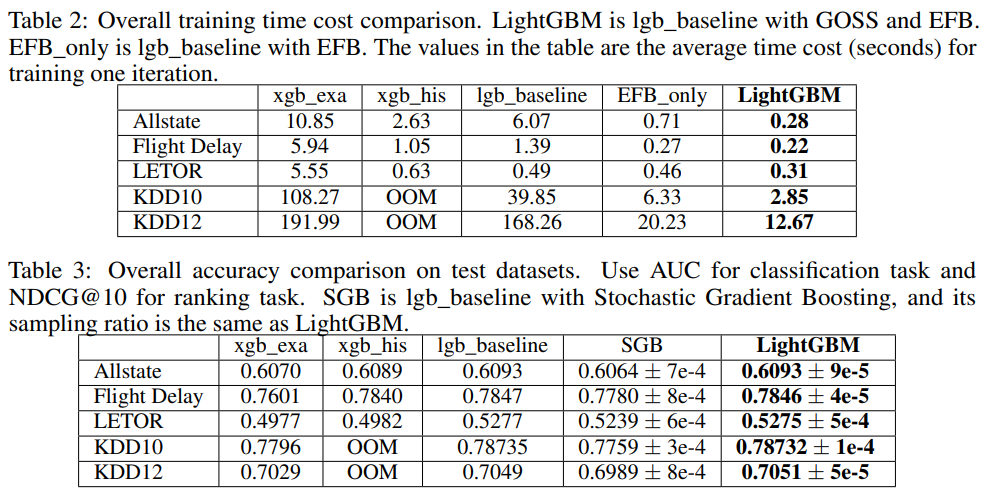 Table 2: Overall training time cost comparison. LightGBM is lgb_baseline with GOSS and EFB.
EFB_only is lgb_baseline with EFB. The values in the table are the average time cost (seconds) for
training one iteration.
xgb_exa xgb_his lgb_baseline EFB_only LightGBM
Allstate 10.85 2.63 6.07 0.71 0.28
Flight Delay 5.94 1.05 1.39 0.27 0.22
LETOR 5.55 0.63 0.49 0.46 0.31
KDD10 108.27 OOM 39.85 6.33 2.85
KDD12 191.99 OOM 168.26 20.23 12.67
Table 3: Overall accuracy comparison on test datasets. Use AUC for classification task and
NDCG@10 for ranking task. SGB is lgb_baseline with Stochastic Gradient Boosting, and its
sampling ratio is the same as LightGBM.
xgb_exa xgb_his lgb_baseline SGB LightGBM
Allstate 0.6070 0.6089 0.6093 0.6064 ± 7e-4 0.6093 ± 9e-5
Flight Delay 0.7601 0.7840 0.7847 0.7780 ± 8e-4 0.7846 ± 4e-5
LETOR 0.4977 0.4982 0.5277 0.5239 ± 6e-4 0.5275 ± 5e-4
KDD10 0.7796 OOM 0.78735 0.7759 ± 3e-4 0.78732 ± 1e-4
KDD12 0.7029 OOM 0.7049 0.6989 ± 8e-4 0.7051 ± 5e-5